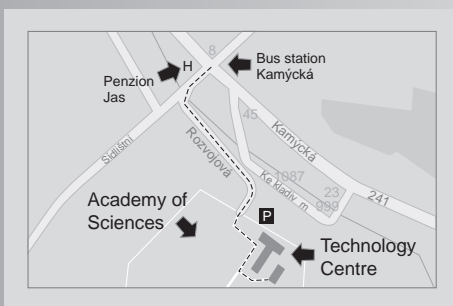 8
H
Bus station
Kamýcká
Penzion
Jas
45
Sídlištní
Rozvojová
Kamýcká
1087
Ke kladiv. m.
23
999
241
Academy of
Sciences
P
Technology
Centre